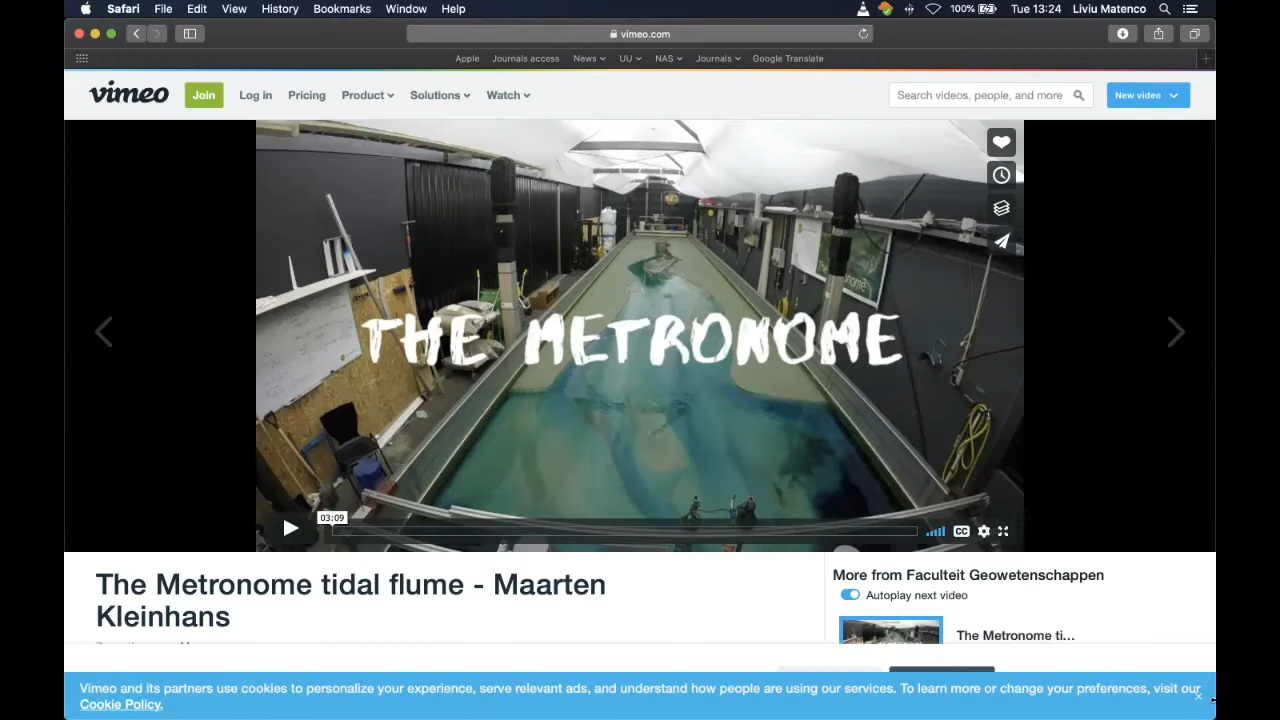 Safari File Edit View History Bookmarks Window Help 100% Tue 13:24 Liviu Matenco
vimeo.com
Apple Journals access News UU NAS Journals Google Translate
vimeo Join Log in Pricing Product Solutions Watch Search videos, people, and more New video
THE METRONOME
03:09
CC
The Metronome tidal flume - Maarten
Kleinhans
More from Faculteit Geowetenschappen
Autoplay next video
The Metronome ti...
Vimeo and its partners use cookies to personalize your experience, serve relevant ads, and understand how people are using our services. To learn more or change your preferences, visit our
Cookie Policy.